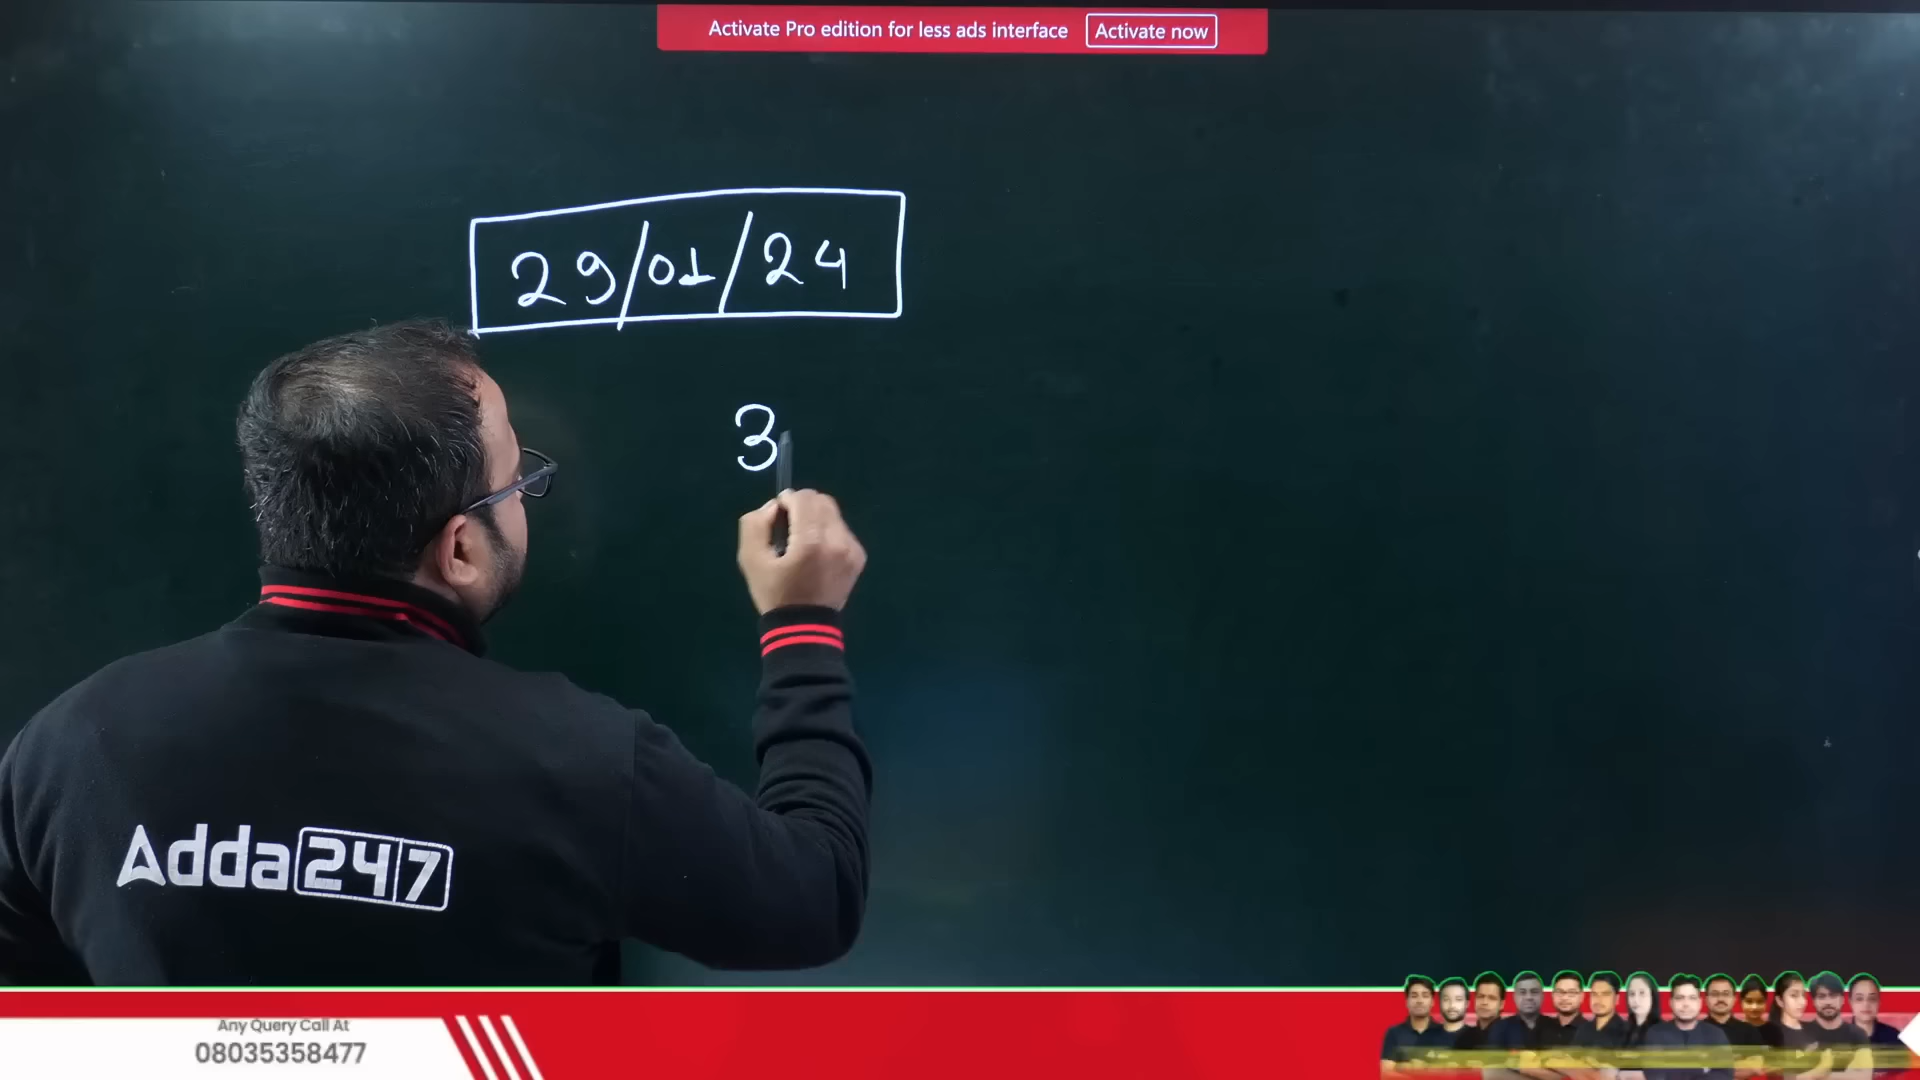 Activate Pro edition for less ads interface Activate now
29/01/24
3
Adda247
Any Query Call At
08035358477